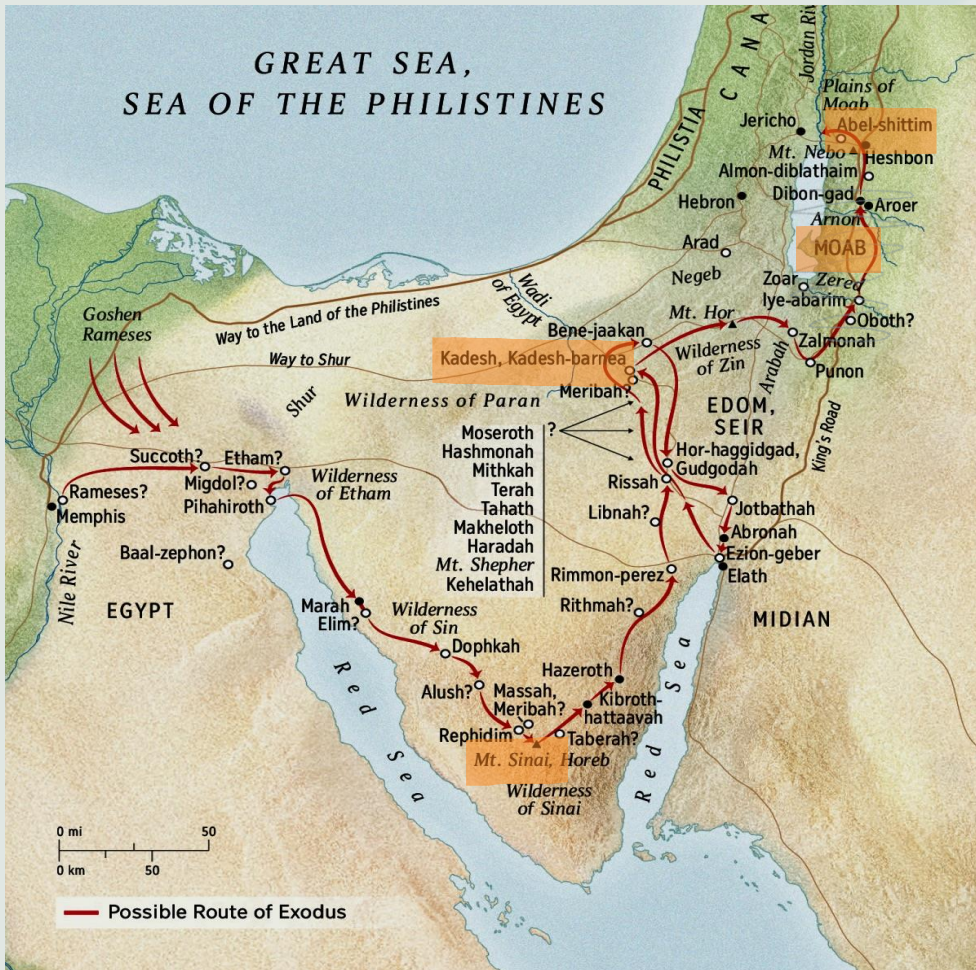 GREAT SEA,
SEA OF THE PHILISTINES
CANA
Jordan River
Plains of
Moab
Jericho
Abel-shittim
PHILISTIA
Mt. Nebo
Heshbon
Almon-diblathaim
Hebron
Dibon-gad
Aroer
Arnon
Arad
MOAB
Negeb
Zoar
Zered
Wadi
of Egypt
Iye-abarim
Goshen
Rameses
Way to the Land of the Philistines
Mt. Hor
Oboth?
Bene-jaakan
Zalmonah
Way to Shur
Kadesh, Kadesh-barnea
Wilderness
of Zin
Arabah
Punon
Shur
Meribah?
Wilderness of Paran
EDOM,
SEIR
King's Road
Moseroth
?
Hashmonah
Mithkah
Terah
Tahath
Makheloth
Haradah
Mt. Shepher
Kehelathah
Hor-haggidgad,
Gudgodah
Succoth?
Etham?
Wilderness
of Etham
Migdol?
Rissah
Rameses?
Pihahiroth
Jotbathah
Memphis
Libnah?
Abronah
Baal-zephon?
Ezion-geber
Elath
Nile River
Rimmon-perez
EGYPT
Marah
Elim?
Wilderness
of Sin
Rithmah?
MIDIAN
Dophkah
Red Sea
Hazeroth
Alush?
Massah,
Meribah?
Kibroth-
hattaavah
Rephidim
Taberah?
Red Sea
Mt. Sinai, Horeb
Wilderness
of Sinai
0 mi 50
0 km 50
Possible Route of Exodus